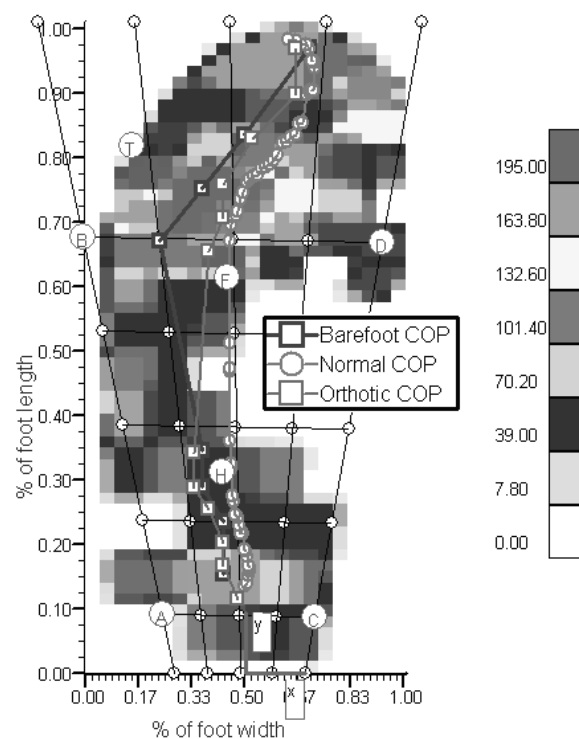 1.00
0.90
0.80
0.70
0.60
0.50
0.40
0.30
0.20
0.10
0.00
% of foot length
0.00 0.17 0.33 0.50 0.67 0.83 1.00
% of foot width
T
B
D
F
H
A
C
y
x
Barefoot COP
Normal COP
Orthotic COP
195.00
163.80
132.60
101.40
70.20
39.00
7.80
0.00